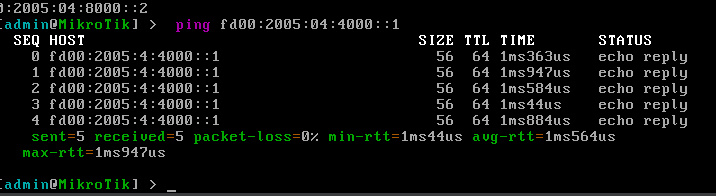 0:2005:04:8000::2
[admin@MikroTik] > ping fd00:2005:04:4000::1
SEQ HOST SIZE TTL TIME STATUS
0 fd00:2005:4:4000::1 56 64 1ms363us echo reply
1 fd00:2005:4:4000::1 56 64 1ms947us echo reply
2 fd00:2005:4:4000::1 56 64 1ms584us echo reply
3 fd00:2005:4:4000::1 56 64 1ms44us echo reply
4 fd00:2005:4:4000::1 56 64 1ms884us echo reply
sent=5 received=5 packet-loss=0% min-rtt=1ms44us avg-rtt=1ms564us
max-rtt=1ms947us
[admin@MikroTik] > _